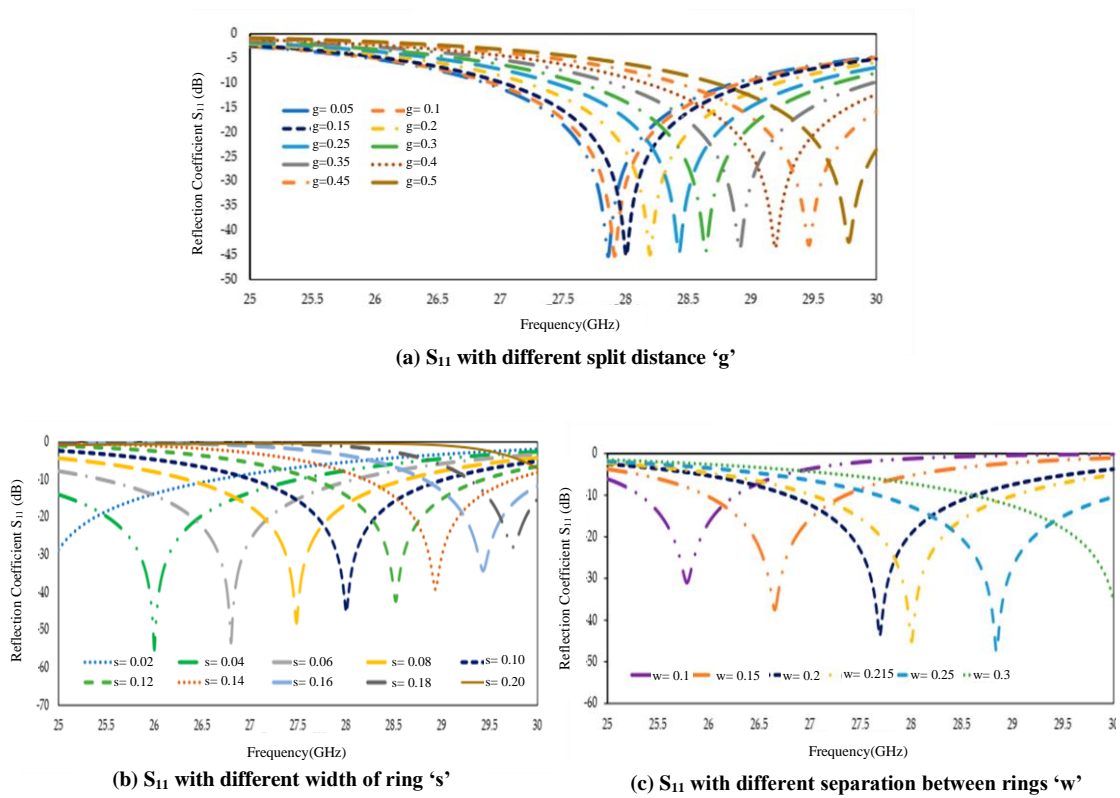 Reflection Coefficient S₁₁ (dB)
0
-5
-10
-15
-20
-25
-30
-35
-40
-45
-50
g= 0.05 g= 0.1
g=0.15 g= 0.2
g=0.25 g= 0.3
g=0.35 g= 0.4
g=0.45 g= 0.5
25 25.5 26 26.5 27 27.5 28 28.5 29 29.5 30
Frequency(GHz)
(a) S₁₁ with different split distance ‘g’
Reflection Coefficient S₁₁ (dB)
0
-10
-20
-30
-40
-50
-60
-70
s= 0.02 s= 0.04 s= 0.06 s= 0.08 s= 0.10
s= 0.12 s= 0.14 s= 0.16 s= 0.18 s= 0.20
25 25.5 26 26.5 27 27.5 28 28.5 29 29.5 30
Frequency(GHz)
(b) S₁₁ with different width of ring ‘s’
Reflection Coefficient S₁₁ (dB)
0
-10
-20
-30
-40
-50
-60
w= 0.1 w= 0.15 w= 0.2 w= 0.215 w= 0.25 w= 0.3
25 25.5 26 26.5 27 27.5 28 28.5 29 29.5 30
Frequency(GHz)
(c) S₁₁ with different separation between rings ‘w’